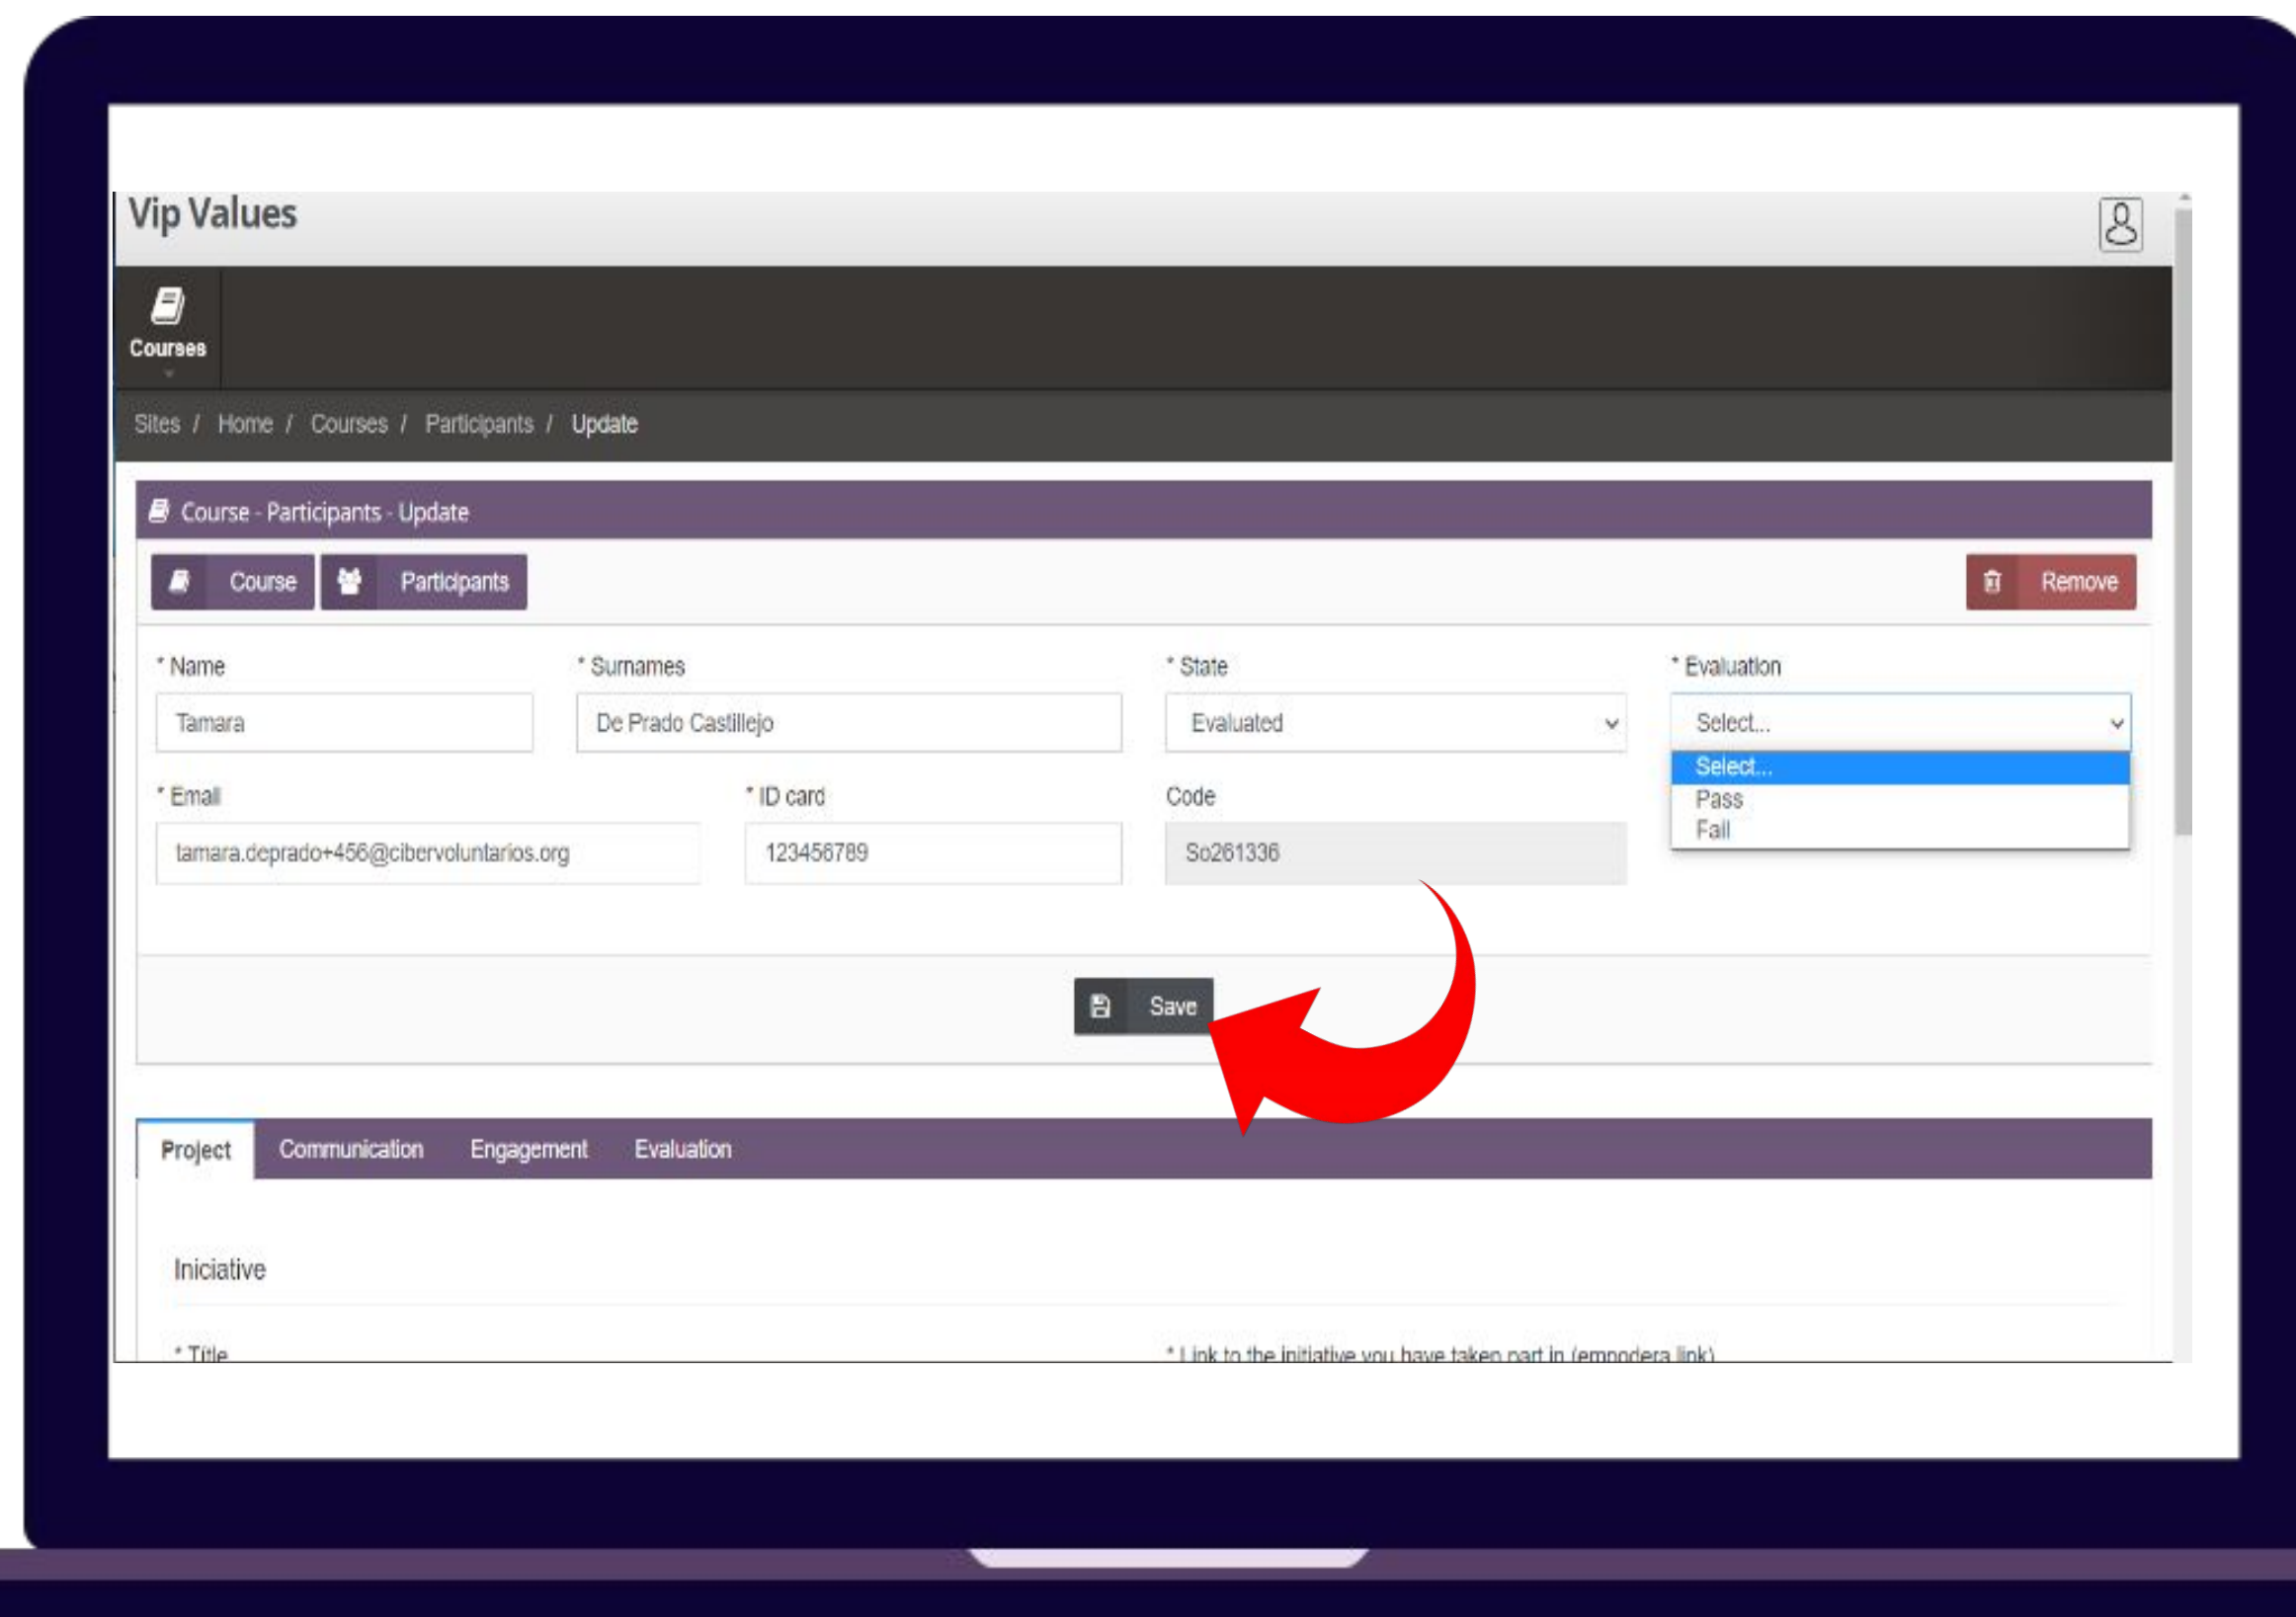 Vip Values
Courses
Sites / Home / Courses / Participants / Update
Course - Participants - Update
Course Participants Remove
* Name * Surnames * State * Evaluation
Tamara De Prado Castillejo Evaluated Select...
Select...
* Email * ID card Code Pass
Fail
tamara.deprado+456@cibervoluntarios.org 123456789 So261336
Save
Project Communication Engagement Evaluation
Iniciative
* Title * Link to the initiative you have taken part in (empodera link)